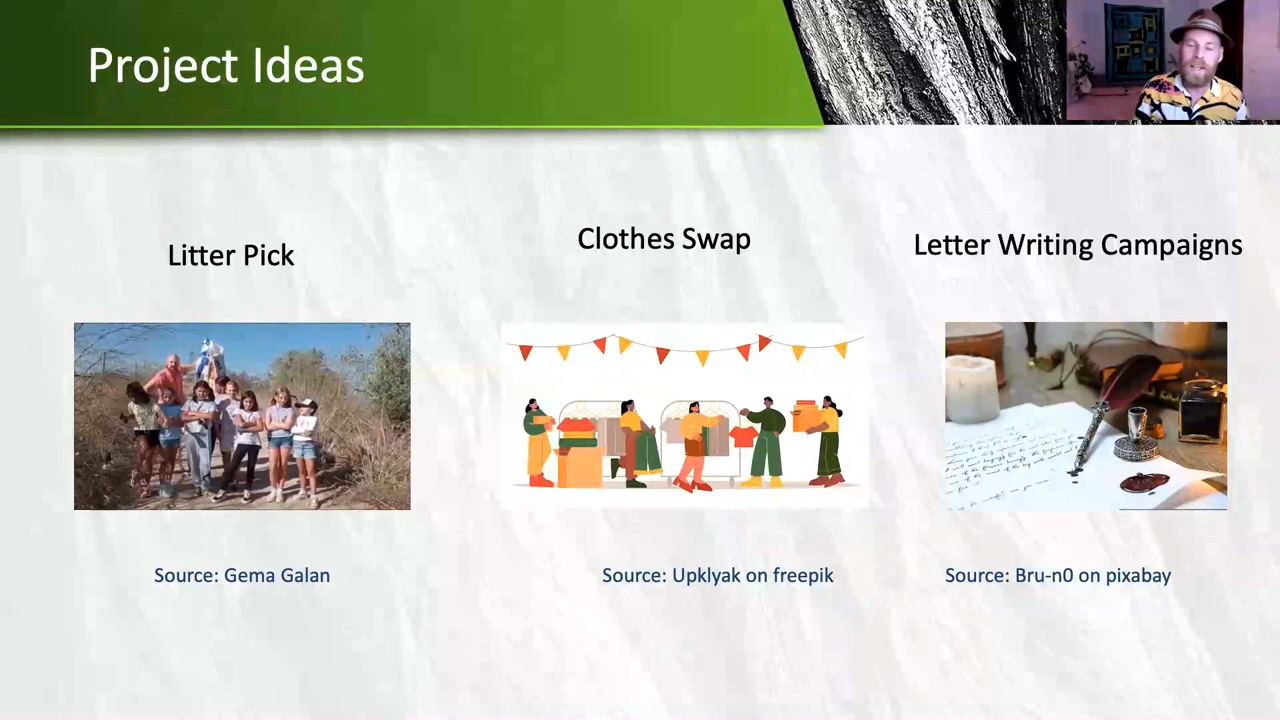 Project Ideas
Litter Pick
Clothes Swap
Letter Writing Campaigns
Source: Gema Galan
Source: Upklyak on freepik
Source: Bru-n0 on pixabay